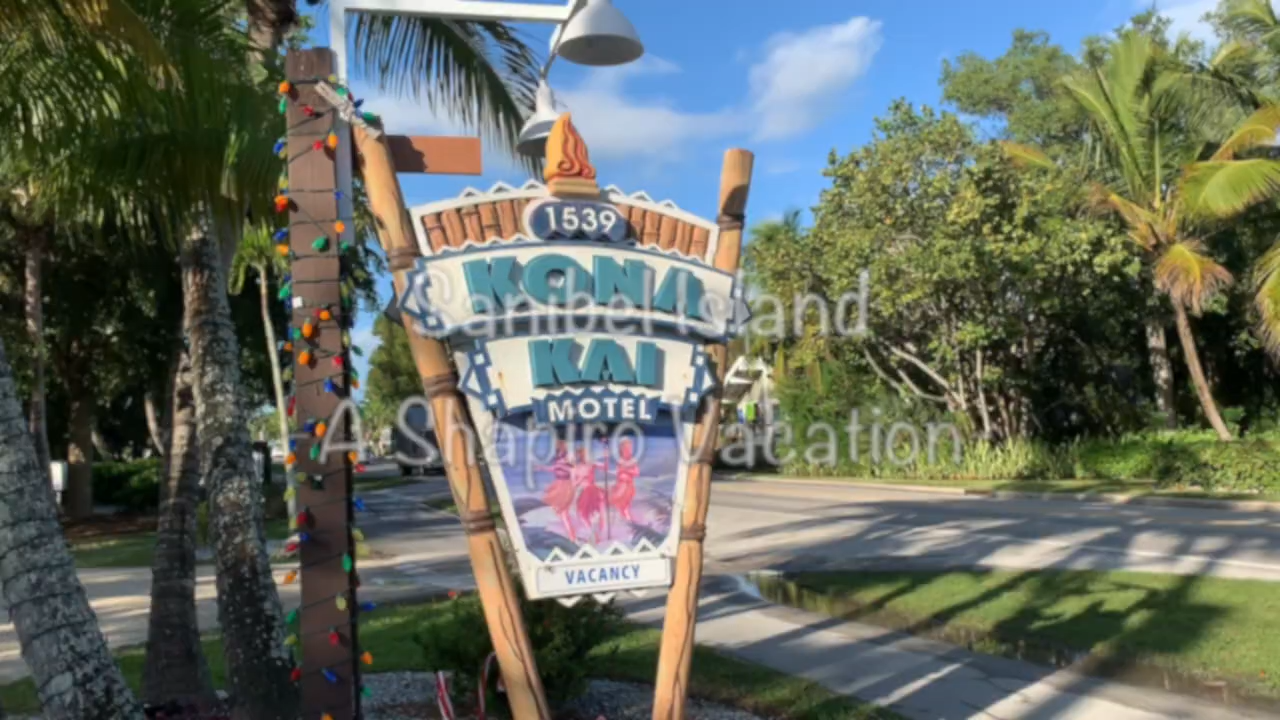 1539
KONA
KAI
MOTEL
VACANCY
Sanibel Island
-A Shapiro Vacation